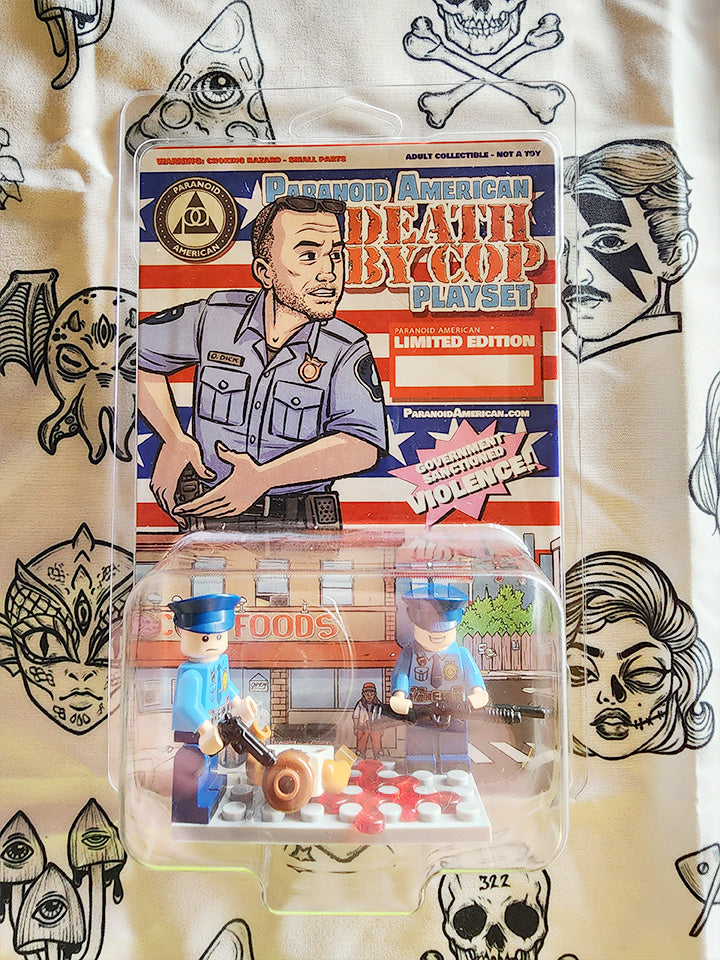 WARNING: CHOKING HAZARD - SMALL PARTS
ADULT COLLECTIBLE - NOT A TOY
PARANOID
AMERICAN
PARANOID AMERICAN
DEATH
BY COP
PLAYSET
PARANOID AMERICAN
LIMITED EDITION
O. DICK
PARANOIDAMERICAN.COM
GOVERNMENT
SANCTIONED
VIOLENCE!
FOODS
OPEN
322